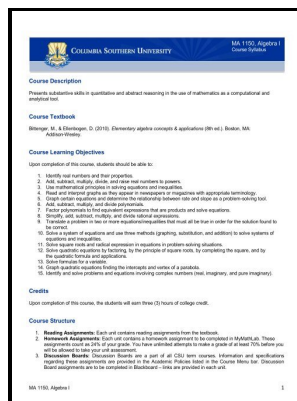 MA 1150, Algebra I
Course Syllabus
COLUMBIA SOUTHERN UNIVERSITY
Course Description
Presents substantive skills in quantitative and abstract reasoning in the use of mathematics as a computational and
analytical tool.
Course Textbook
Bittinger, M., & Ellenbogen, D. (2010). Elementary algebra concepts & applications (8th ed.). Boston, MA:
Addison-Wesley.
Course Learning Objectives
Upon completion of this course, students should be able to:
1. Identify real numbers and their properties.
2. Add, subtract, multiply, divide, and raise real numbers to powers.
3. Use mathematical principles in solving equations and inequalities.
4. Read and interpret graphs as they appear in newspapers or magazines with appropriate terminology.
5. Graph certain equations and determine the relationship between rate and slope as a problem-solving tool.
6. Add, subtract, multiply, and divide polynomials.
7. Factor polynomials to find equivalent expressions that are products and solve equations.
8. Simplify, add, subtract, multiply, and divide rational expressions.
9. Translate a problem in two or more equations/inequalities that must all be true in order for the solution found to
be correct.
10. Solve a system of equations and use three methods (graphing, substitution, and addition) to solve systems of
equations and inequalities.
11. Solve square roots and radical expression in equations in problem-solving situations.
12. Solve quadratic equations by factoring, by the principle of square roots, by completing the square, and by
the quadratic formula and applications.
13. Solve formulas for a variable.
14. Graph quadratic equations finding the intercepts and vertex of a parabola.
15. Identify and solve problems and equations involving complex numbers (real, imaginary, and pure imaginary).
Credits
Upon completion of this course, the students will earn three (3) hours of college credit.
Course Structure
1. Reading Assignments: Each unit contains reading assignments from the textbook.
2. Homework Assignments: Each unit contains a homework assignment to be completed in MyMathLab. These
assignments count as 24% of your grade. You have unlimited attempts to make a grade of at least 70% before you
will be allowed to take your unit assessment.
3. Discussion Boards: Discussion Boards are a part of all CSU term courses. Information and specifications
regarding these assignments are provided in the Academic Policies listed in the Course Menu bar. Discussion
Board assignments are to be completed in Blackboard – links are provided in each unit.
MA 1150, Algebra I 1